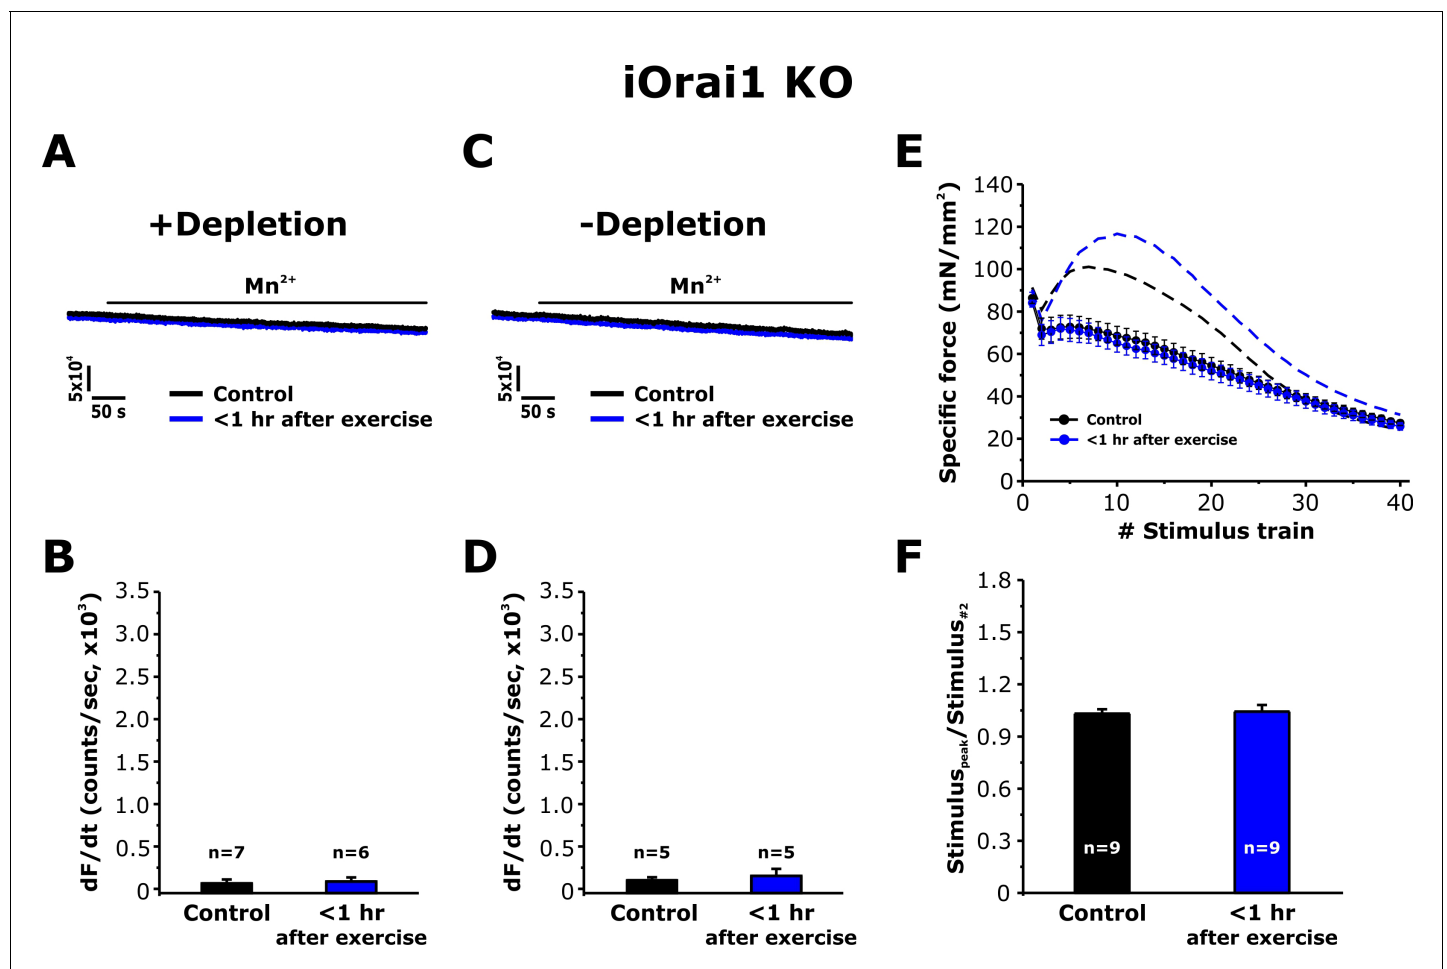 iOrai1 KO
A
+Depletion
Mn²⁺
5x10⁴
50 s
Control
<1 hr after exercise
C
-Depletion
Mn²⁺
5x10⁴
50 s
Control
<1 hr after exercise
E
Specific force (mN/mm²)
140
120
100
80
60
40
20
0
Control
<1 hr after exercise
0
10
20
30
40
# Stimulus train
B
dF/dt (counts/sec, x10³)
3.5
3.0
2.5
2.0
1.5
1.0
0.5
0
n=7
n=6
Control
<1 hr
after exercise
D
dF/dt (counts/sec, x10³)
3.5
3.0
2.5
2.0
1.5
1.0
0.5
0
n=5
n=5
Control
<1 hr
after exercise
F
Stimulus_peak/Stimulus_#2
1.8
1.5
1.2
0.9
0.6
0.3
0
n=9
n=9
Control
<1 hr
after exercise